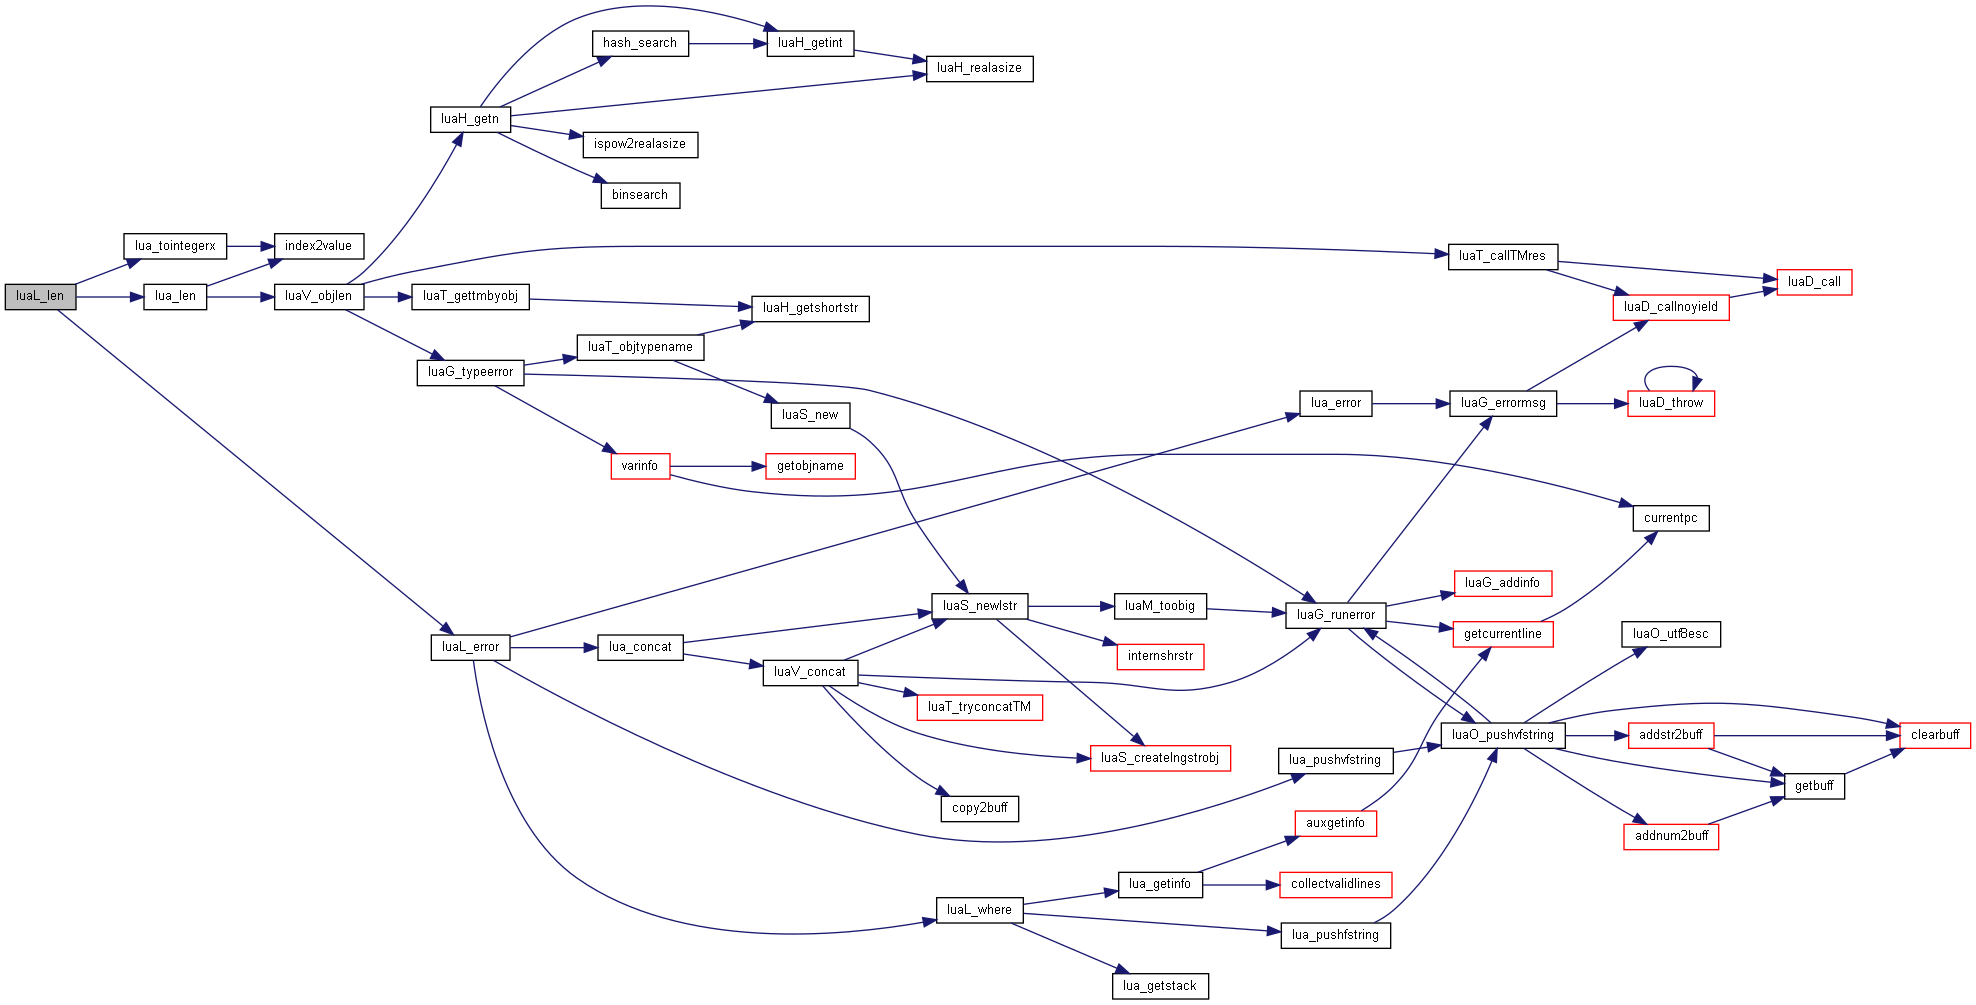 luaL_len
lua_tointegerx
lua_len
index2value
luaV_objlen
luaH_getn
hash_search
luaH_getint
luaH_realasize
ispow2realasize
binsearch
luaT_gettmbyobj
luaG_typeerror
luaT_objtypename
luaH_getshortstr
luaS_new
varinfo
getobjname
luaT_callTMres
luaD_callnoyield
luaD_call
lua_error
luaG_errormsg
luaD_throw
currentpc
luaL_error
lua_concat
luaV_concat
luaS_newlstr
luaM_toobig
internshrstr
luaT_tryconcatTM
luaS_createlngstrobj
copy2buff
luaG_runerror
luaG_addinfo
getcurrentline
luaO_pushvfstring
luaO_utf8esc
addstr2buff
clearbuff
getbuff
addnum2buff
lua_pushvfstring
auxgetinfo
luaL_where
lua_getinfo
collectvalidlines
lua_pushfstring
lua_getstack